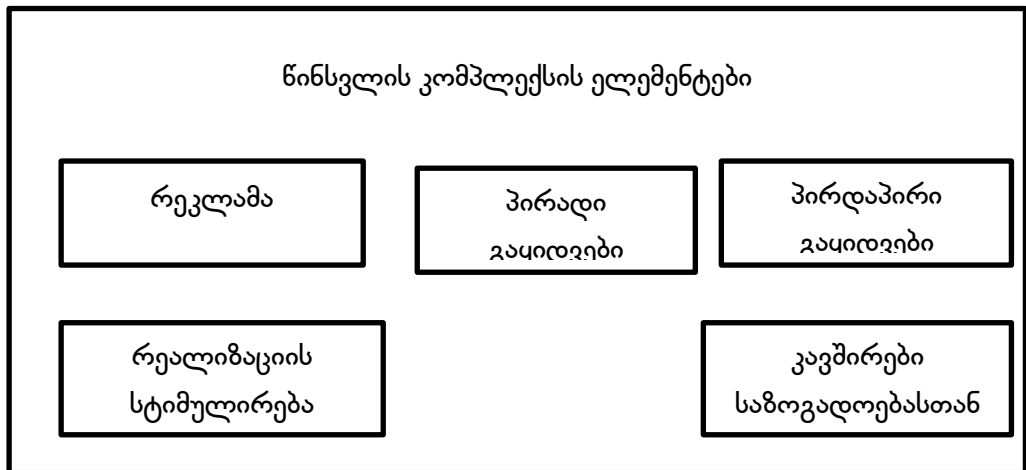 წინსვლის კომპლექსის ელემენტები
რეკლამა
პირადი
გაყიდვები
პირდაპირი
გაყიდვები
რეალიზაციის
სტიმულირება
კავშირები
საზოგადოებასთან